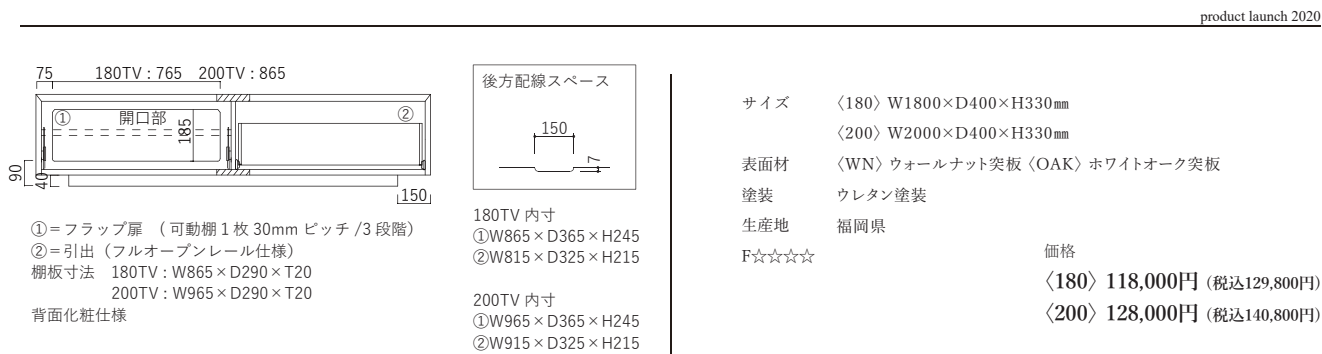 product launch 2020
75 180TV : 765 200TV : 865
① 開口部 185 ②
90
40
150
①=フラップ扉 （可動棚1枚 30mm ピッチ /3 段階）
②=引出（フルオープンレール仕様）
棚板寸法 180TV : W865×D290×T20
200TV : W965×D290×T20
背面化粧仕様
後方配線スペース
150
7
180TV 内寸
①W865×D365×H245
②W815×D325×H215
200TV 内寸
①W965×D365×H245
②W915×D325×H215
サイズ 〈180〉W1800×D400×H330㎜
〈200〉W2000×D400×H330㎜
表面材 〈WN〉ウォールナット突板〈OAK〉ホワイトオーク突板
塗装 ウレタン塗装
生産地 福岡県
F☆☆☆☆
価格
〈180〉118,000円（税込129,800円）
〈200〉128,000円（税込140,800円）